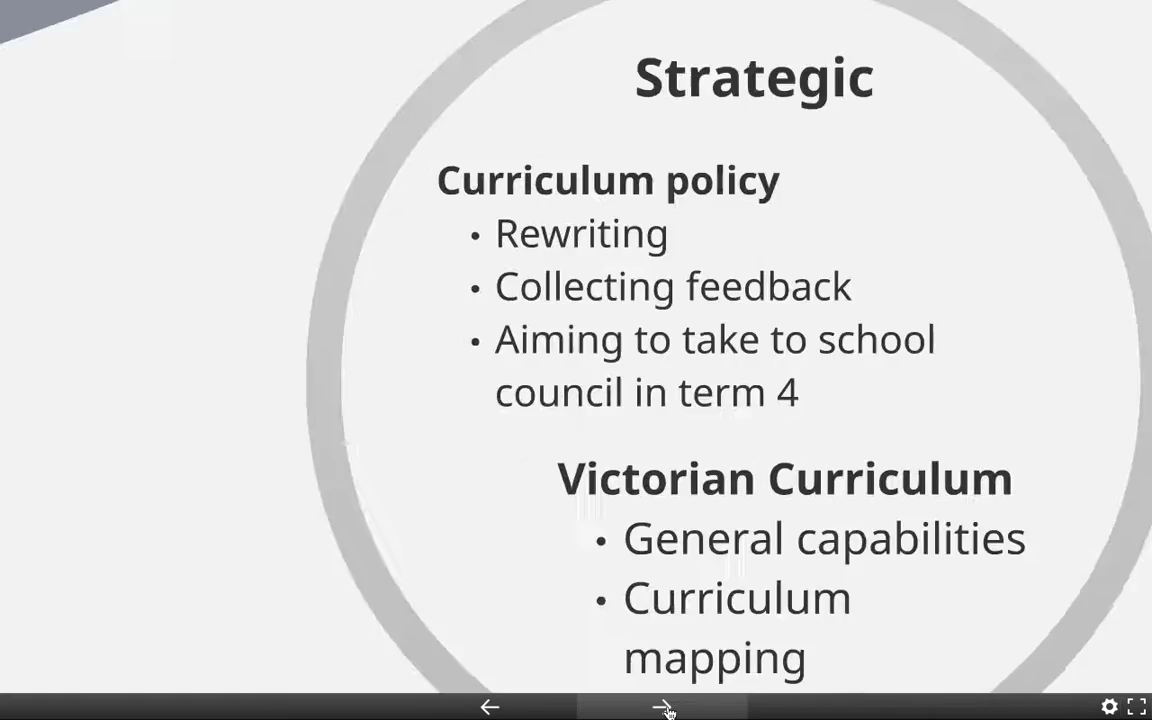 Strategic
Curriculum policy
• Rewriting
• Collecting feedback
• Aiming to take to school
council in term 4
Victorian Curriculum
• General capabilities
• Curriculum
mapping